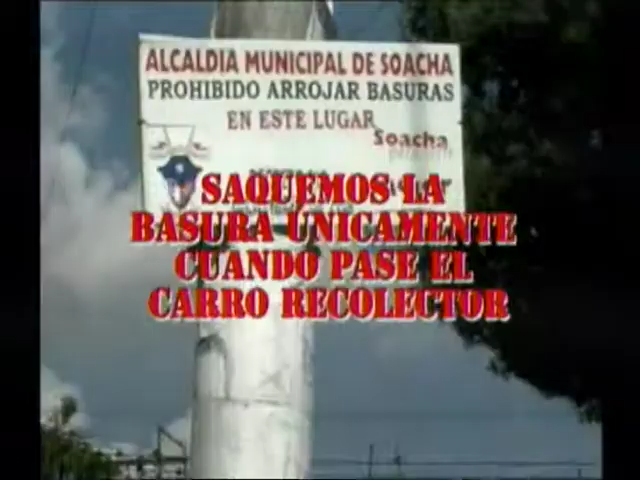 ALCALDIA MUNICIPAL DE SOACHA
PROHIBIDO ARROJAR BASURAS
EN ESTE LUGAR
Soacha
SAQUEMOS LA
BASURA ÚNICAMENTE
CUANDO PASE EL
CARRO RECOLECTOR